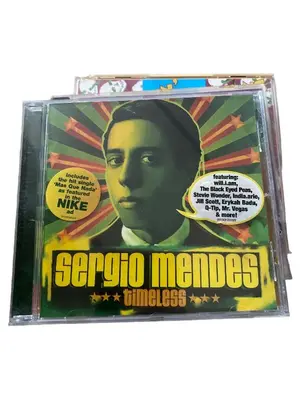 includes
the hit single
'Mas Que Nada'
as featured
in the
NIKE
ad
featuring:
will.i.am,
The Black Eyed Peas,
Stevie Wonder, India.arie,
Jill Scott, Erykah Badu,
Q-Tip, Mr. Vegas
& more!
sergio mendes
timeless